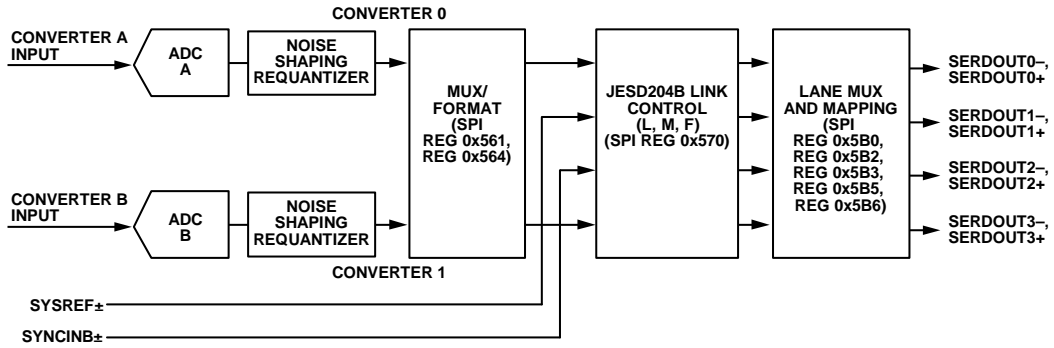 CONVERTER 0
CONVERTER A
INPUT
ADC
A
NOISE
SHAPING
REQUANTIZER
MUX/
FORMAT
(SPI
REG 0x561,
REG 0x564)
JESD204B LINK
CONTROL
(L, M, F)
(SPI REG 0x570)
LANE MUX
AND MAPPING
(SPI
REG 0x5B0,
REG 0x5B2,
REG 0x5B3,
REG 0x5B5,
REG 0x5B6)
SERDOUT0–,
SERDOUT0+
SERDOUT1–,
SERDOUT1+
SERDOUT2–,
SERDOUT2+
SERDOUT3–,
SERDOUT3+
CONVERTER B
INPUT
ADC
B
NOISE
SHAPING
REQUANTIZER
CONVERTER 1
SYSREF±
SYNCINB±